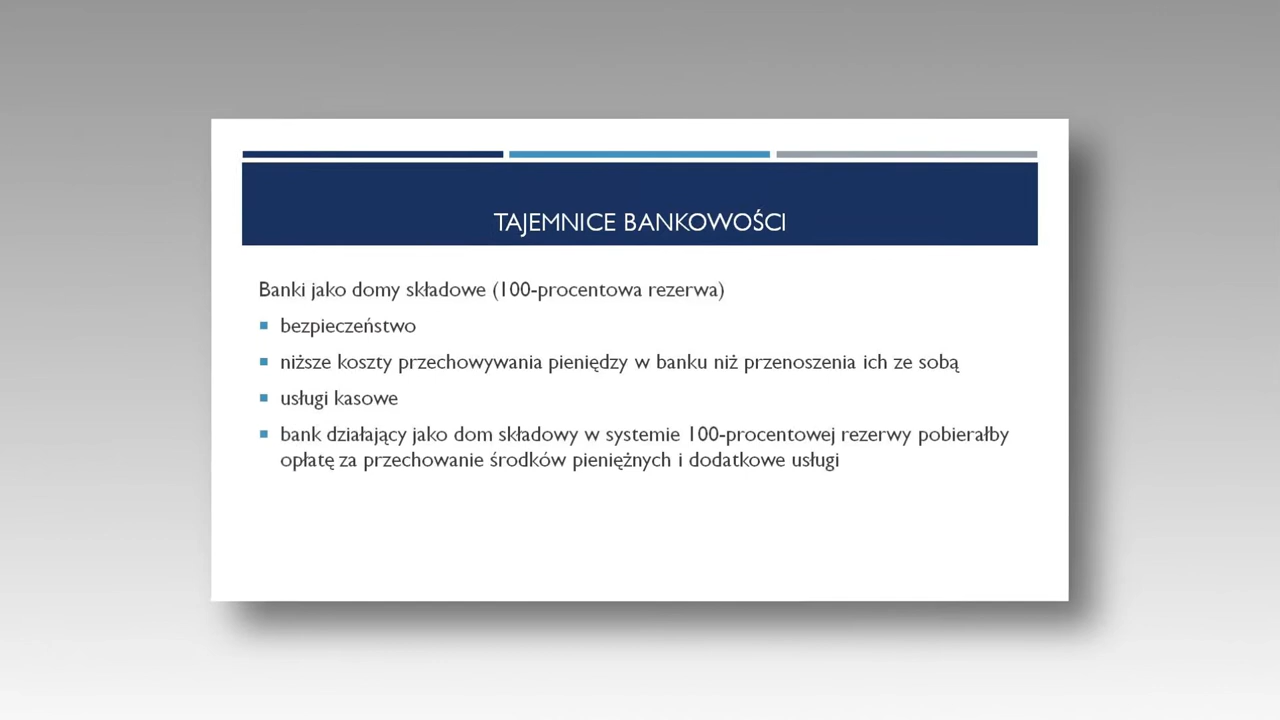 TAJEMNICE BANKOWOŚCI
Banki jako domy składowe (100-procentowa rezerwa)
bezpieczeństwo
niższe koszty przechowywania pieniędzy w banku niż przenoszenia ich ze sobą
usługi kasowe
bank działający jako dom składowy w systemie 100-procentowej rezerwy pobierałby
opłatę za przechowanie środków pieniężnych i dodatkowe usługi